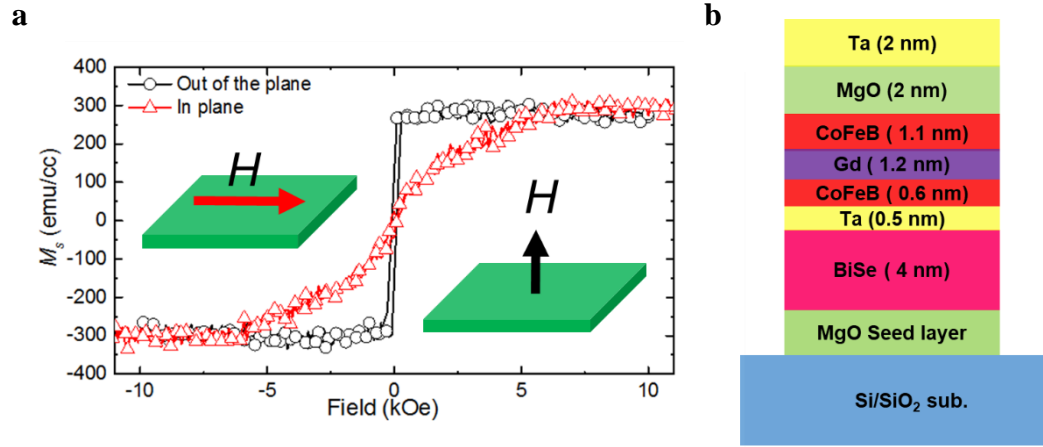 a
b
Out of the plane
In plane
H
H
400
300
200
100
0
-100
-200
-300
-400
-10
-5
0
5
10
M_s (emu/cc)
Field (kOe)
Ta (2 nm)
MgO (2 nm)
CoFeB ( 1.1 nm)
Gd ( 1.2 nm)
CoFeB ( 0.6 nm)
Ta (0.5 nm)
BiSe ( 4 nm)
MgO Seed layer
Si/SiO₂ sub.